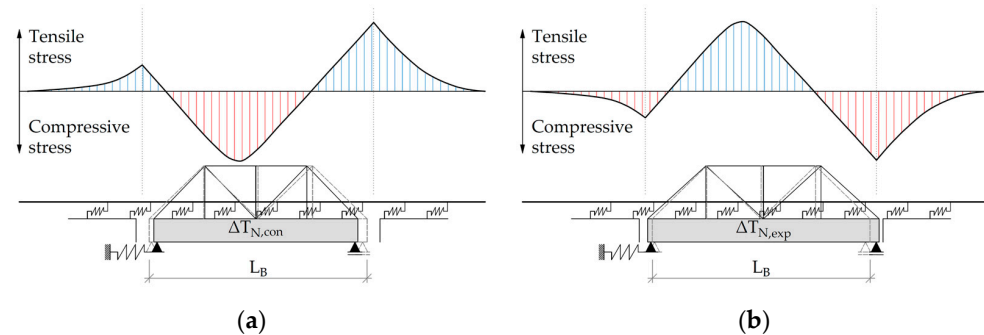 Tensile
stress
Compressive
stress
ΔT_N,con
L_B
(a)
Tensile
stress
Compressive
stress
ΔT_N,exp
L_B
(b)